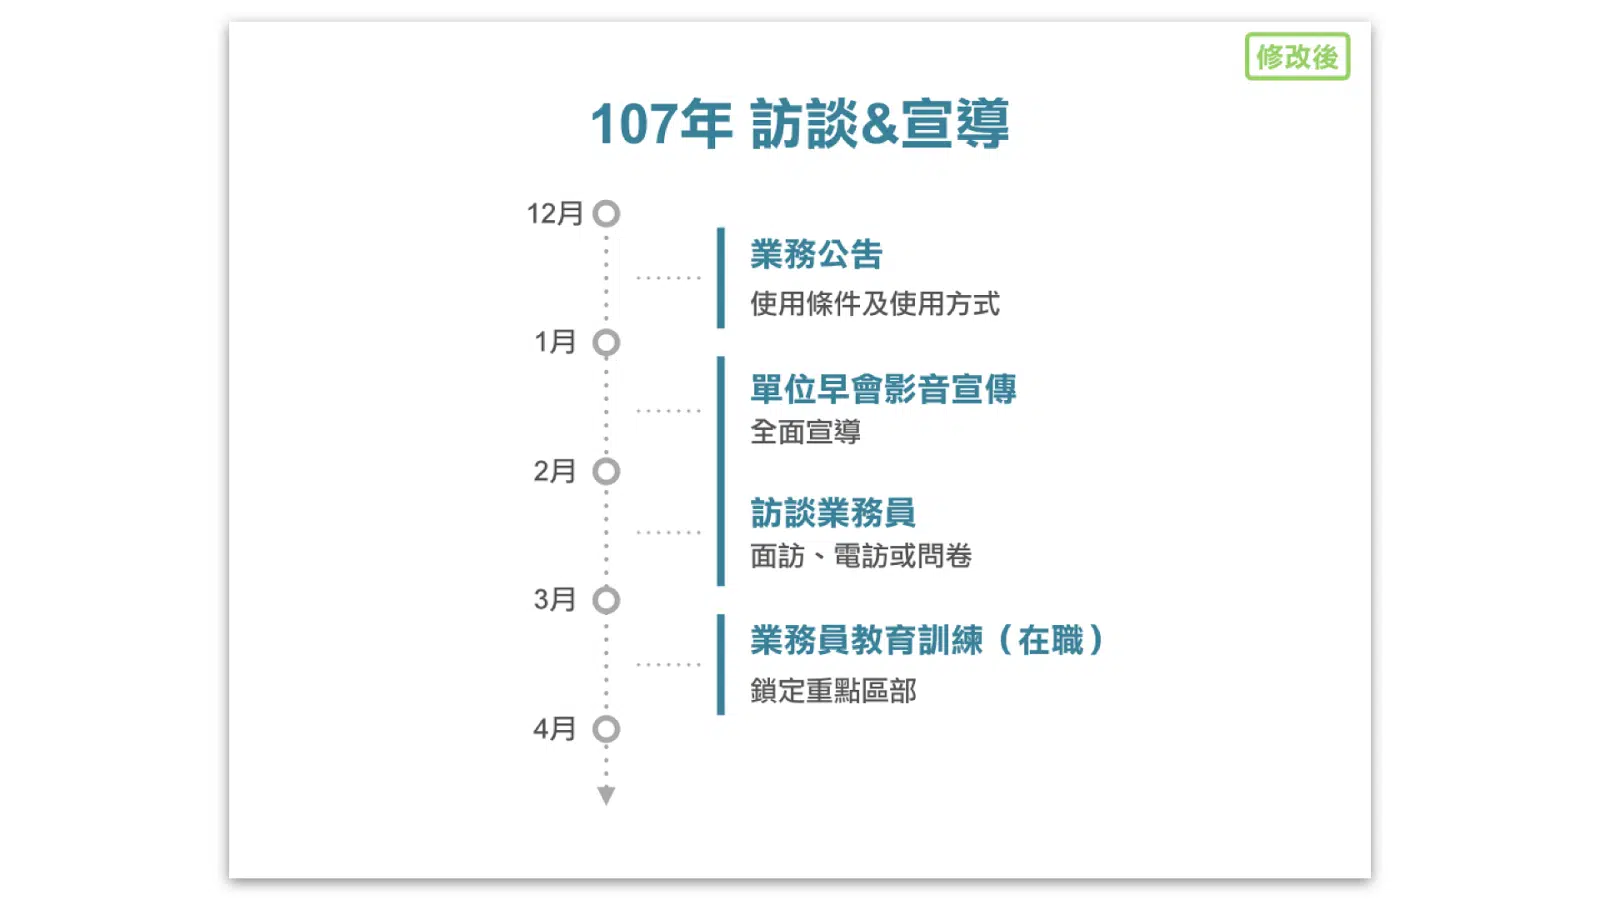 修改後
107年 訪談&宣導
12月
業務公告
使用條件及使用方式
1月
單位早會影音宣傳
全面宣導
2月
訪談業務員
面訪、電訪或問卷
3月
業務員教育訓練（在職）
鎖定重點區部
4月